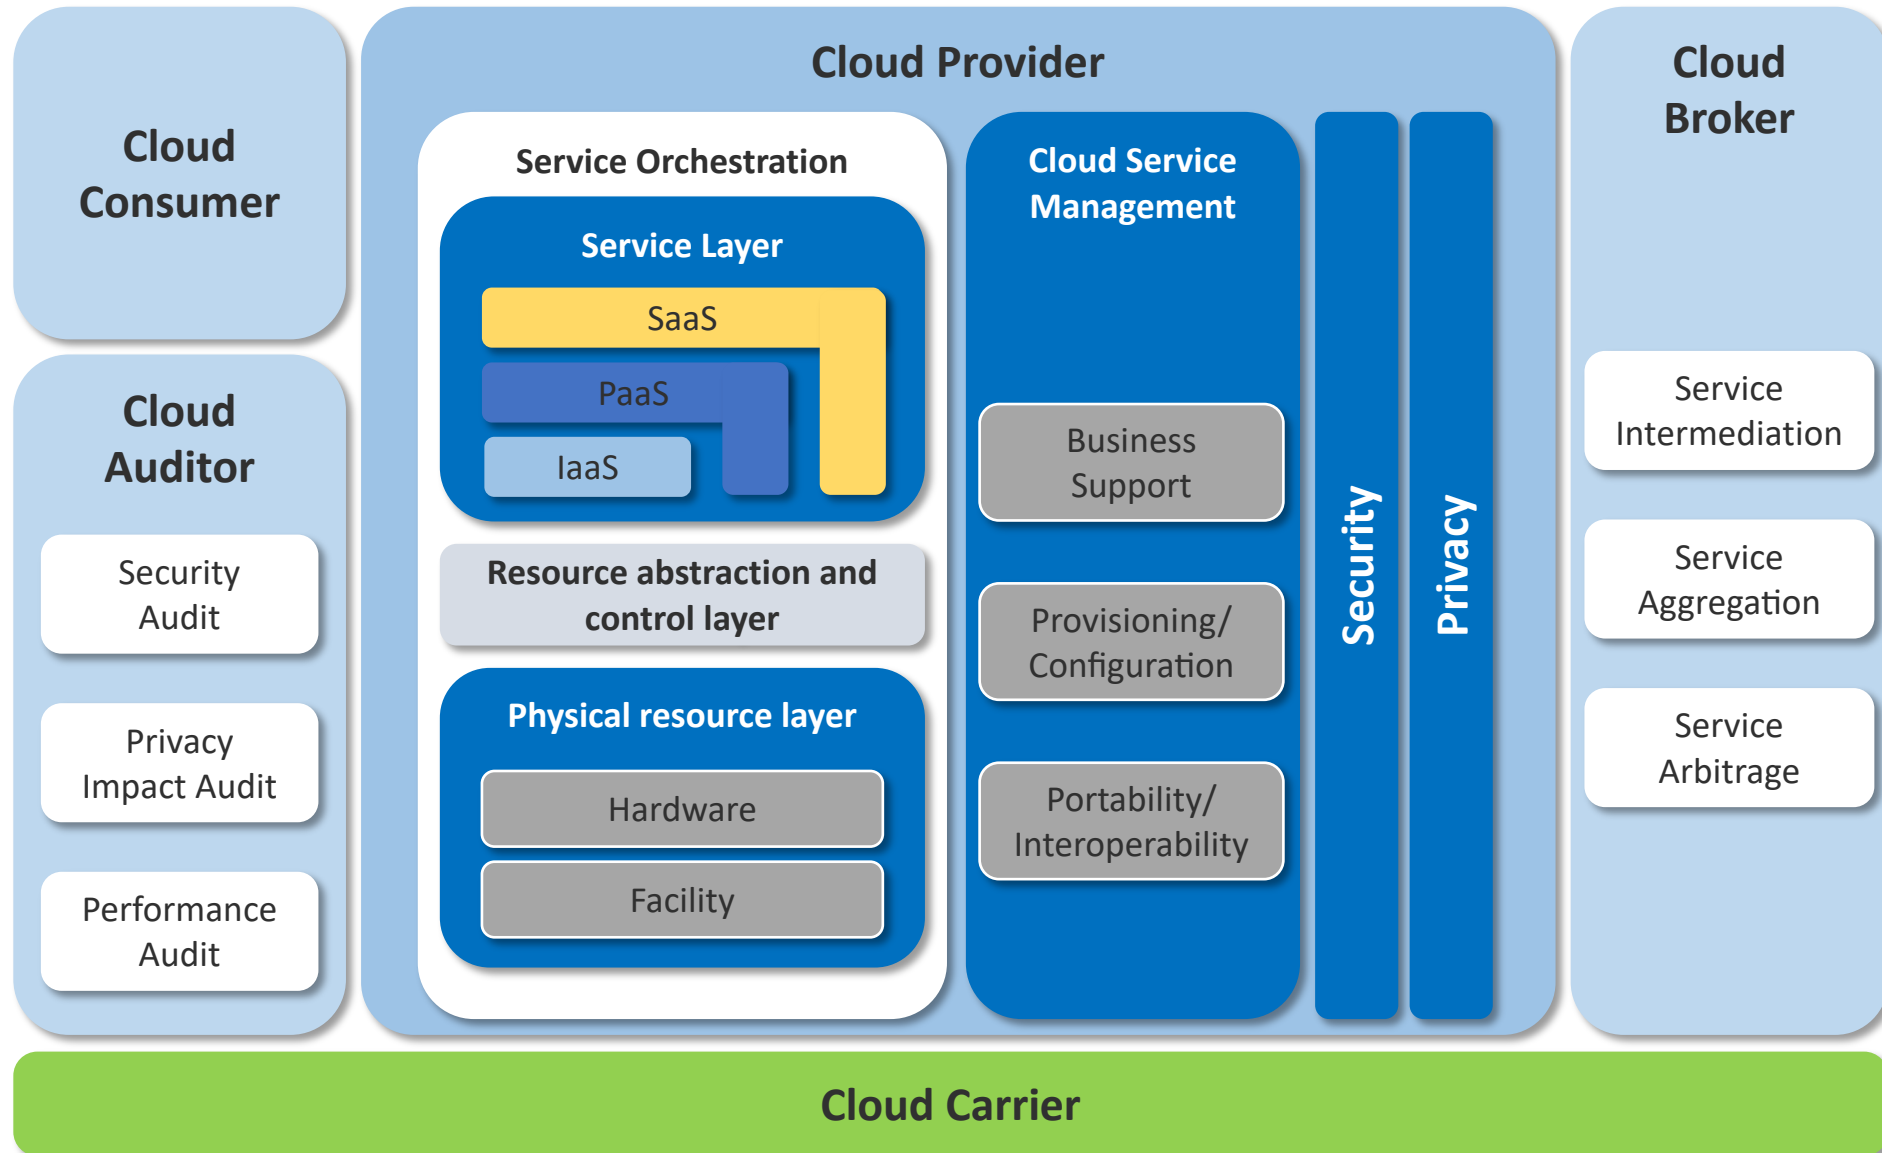 Cloud
Consumer
Cloud
Auditor
Security
Audit
Privacy
Impact Audit
Performance
Audit
Cloud Provider
Service Orchestration
Service Layer
SaaS
PaaS
IaaS
Resource abstraction and
control layer
Physical resource layer
Hardware
Facility
Cloud Service
Management
Business
Support
Provisioning/
Configuration
Portability/
Interoperability
Security
Privacy
Cloud
Broker
Service
Intermediation
Service
Aggregation
Service
Arbitrage
Cloud Carrier